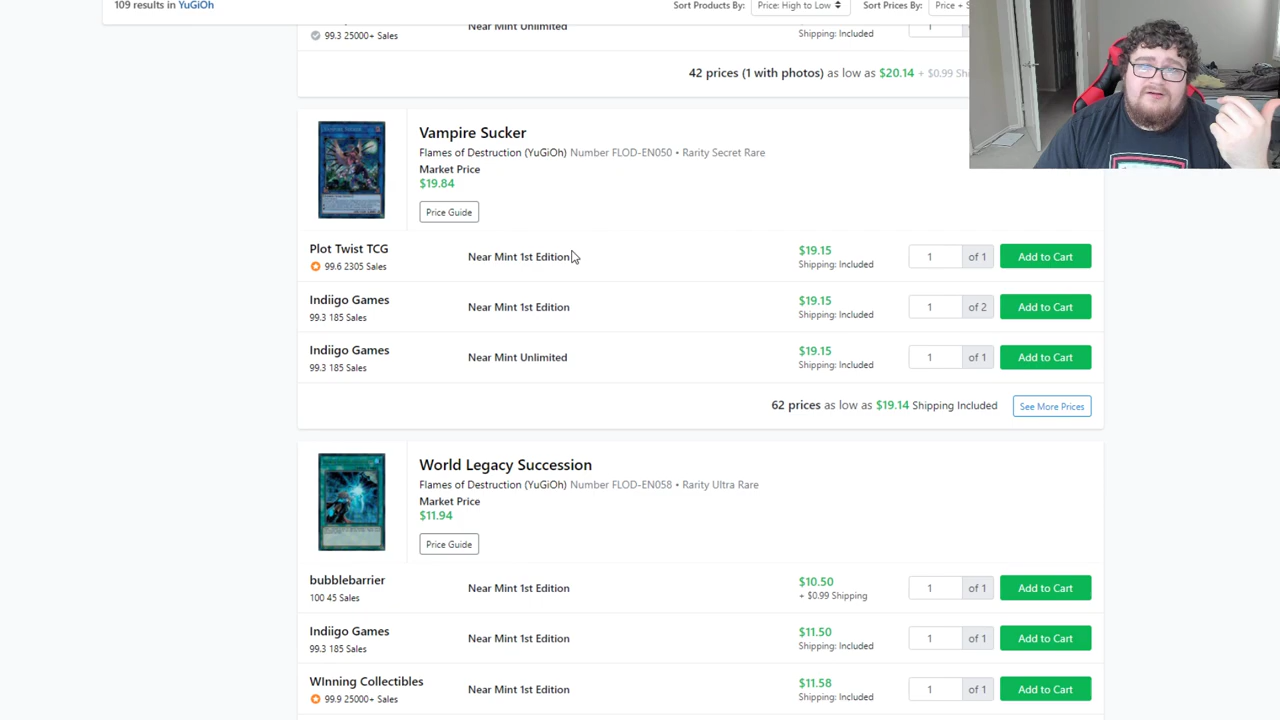 109 results in YuGiOh
Sort Products By: Price: High to Low Sort Prices By: Price + S
99.3 25000+ Sales
Near Mint Unlimited
Shipping: Included
1
42 prices (1 with photos) as low as $20.14 + $0.99 Shi
Vampire Sucker
Flames of Destruction (YuGiOh) Number FLOD-EN050 • Rarity Secret Rare
Market Price
$19.84
Price Guide
Plot Twist TCG
99.6 2305 Sales
Near Mint 1st Edition
$19.15
Shipping: Included
1 of 1
Add to Cart
Indiigo Games
99.3 185 Sales
Near Mint 1st Edition
$19.15
Shipping: Included
1 of 2
Add to Cart
Indiigo Games
99.3 185 Sales
Near Mint Unlimited
$19.15
Shipping: Included
1 of 1
Add to Cart
62 prices as low as $19.14 Shipping Included
See More Prices
World Legacy Succession
Flames of Destruction (YuGiOh) Number FLOD-EN058 • Rarity Ultra Rare
Market Price
$11.94
Price Guide
bubblebarrier
100 45 Sales
Near Mint 1st Edition
$10.50
+ $0.99 Shipping
1 of 1
Add to Cart
Indiigo Games
99.3 185 Sales
Near Mint 1st Edition
$11.50
Shipping: Included
1 of 1
Add to Cart
WInning Collectibles
99.9 25000+ Sales
Near Mint 1st Edition
$11.58
Shipping: Included
1 of 1
Add to Cart